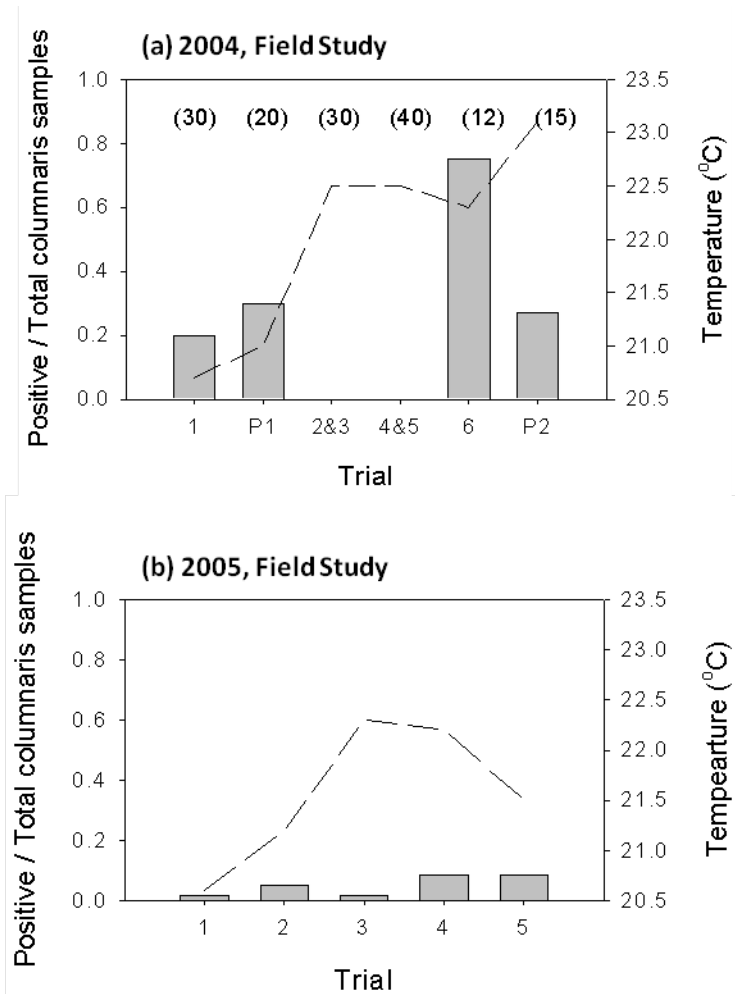 (a) 2004, Field Study
Positive / Total columnaris samples
1.0
0.8
0.6
0.4
0.2
0.0
(30) (20) (30) (40) (12) (15)
23.5
23.0
22.5
22.0
21.5
21.0
20.5
Temperature (⁰C)
1 P1 2&3 4&5 6 P2
Trial
(b) 2005, Field Study
Positive / Total columnaris samples
1.0
0.8
0.6
0.4
0.2
0.0
23.5
23.0
22.5
22.0
21.5
21.0
20.5
Tempearture (⁰C)
1 2 3 4 5
Trial